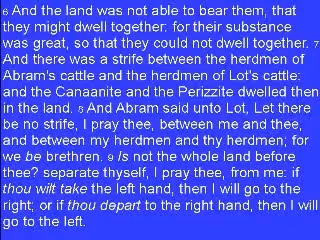 6 And the land was not able to bear them, that
they might dwell together: for their substance
was great, so that they could not dwell together. 7
And there was a strife between the herdmen of
Abram's cattle and the herdmen of Lot's cattle:
and the Canaanite and the Perizzite dwelled then
in the land. 8 And Abram said unto Lot, Let there
be no strife, I pray thee, between me and thee,
and between my herdmen and thy herdmen; for
we be brethren. 9 Is not the whole land before
thee? separate thyself, I pray thee, from me: if
thou wilt take the left hand, then I will go to the
right; or if thou depart to the right hand, then I will
go to the left.